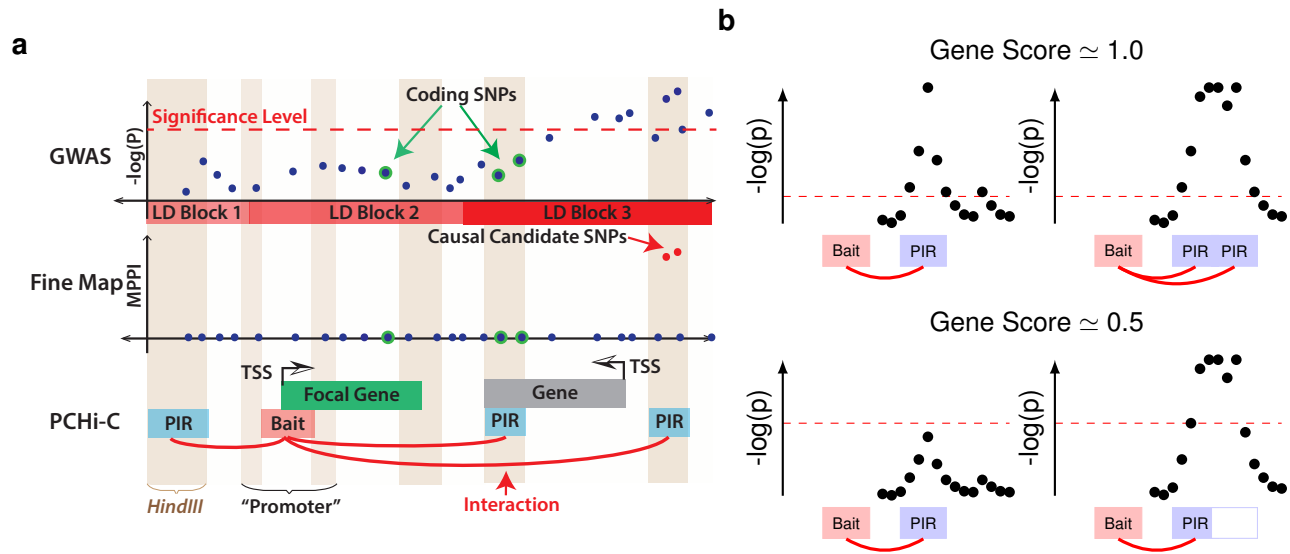 a
Coding SNPs
Significance Level
GWAS
-log(P)
LD Block 1
LD Block 2
LD Block 3
Causal Candidate SNPs
Fine Map
MPPI
TSS
TSS
Focal Gene
Gene
PCHi-C
PIR
Bait
PIR
PIR
HindIII
“Promoter”
Interaction
b
Gene Score ≃ 1.0
-log(p)
-log(p)
Bait
PIR
Bait
PIR
PIR
Gene Score ≃ 0.5
-log(p)
-log(p)
Bait
PIR
Bait
PIR